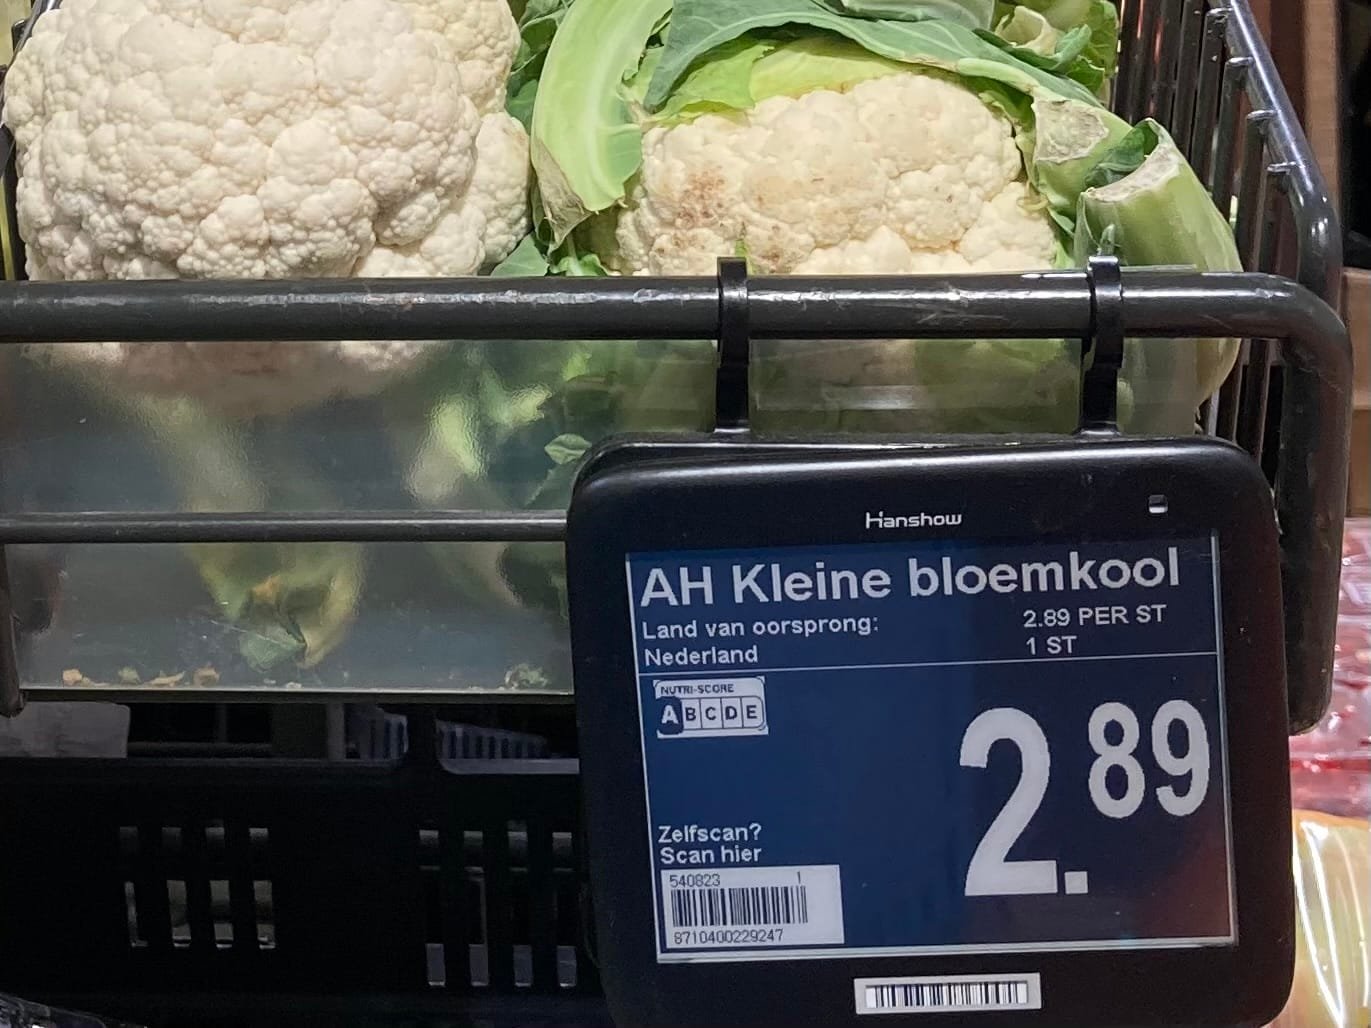 Hanshow
AH Kleine bloemkool
Land van oorsprong:
Nederland
2.89 PER ST
1 ST
NUTRI-SCORE
A B C D E
2.89
Zelfscan?
Scan hier
540823 1
8710400229247